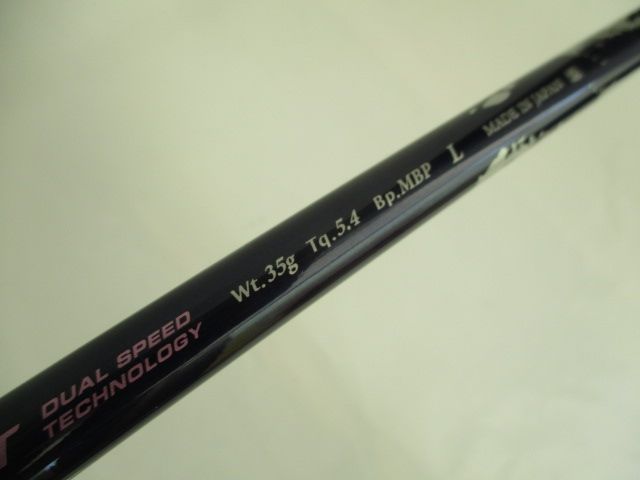 DUAL SPEED
TECHNOLOGY
Wt.35g Tq.5.4 Bp.MBP L MADE IN JAPAN